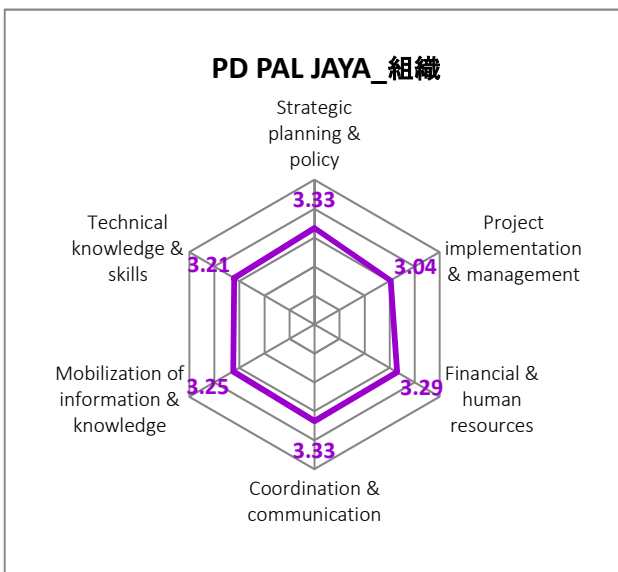 PD PAL JAYA_組織
Strategic
planning &
policy
3.33
Project
implementation
& management
3.04
Financial &
human
resources
3.29
Coordination &
communication
3.33
Mobilization of
information &
knowledge
3.25
Technical
knowledge &
skills
3.21